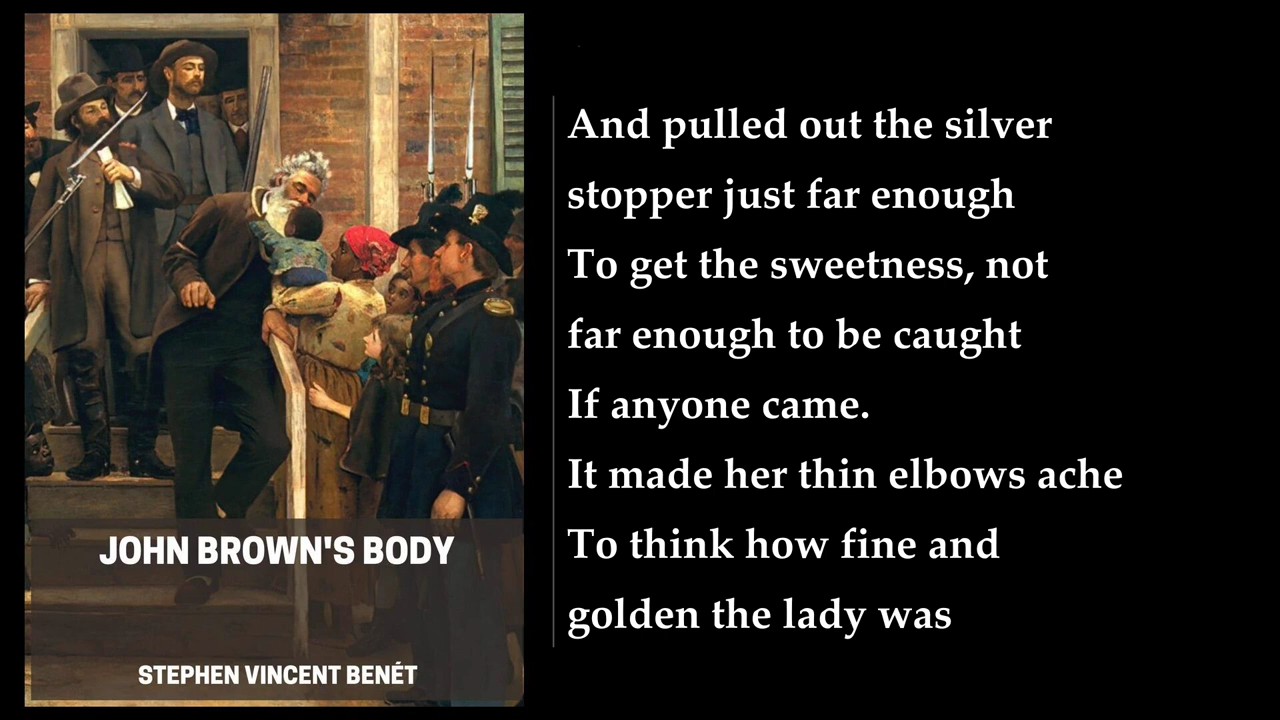 JOHN BROWN'S BODY
STEPHEN VINCENT BENÉT
And pulled out the silver
stopper just far enough
To get the sweetness, not
far enough to be caught
If anyone came.
It made her thin elbows ache
To think how fine and
golden the lady was